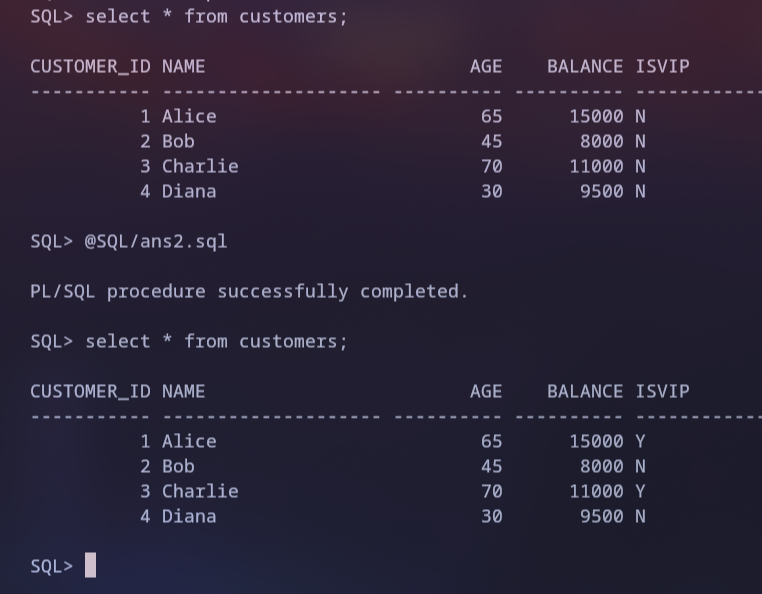 SQL> select * from customers;
CUSTOMER_ID NAME                        AGE    BALANCE ISVIP
----------- -------------------- ---------- ---------- ------------
          1 Alice                        65      15000 N
          2 Bob                          45       8000 N
          3 Charlie                      70      11000 N
          4 Diana                        30       9500 N
SQL> @SQL/ans2.sql
PL/SQL procedure successfully completed.
SQL> select * from customers;
CUSTOMER_ID NAME                        AGE    BALANCE ISVIP
----------- -------------------- ---------- ---------- ------------
          1 Alice                        65      15000 Y
          2 Bob                          45       8000 N
          3 Charlie                      70      11000 Y
          4 Diana                        30       9500 N
SQL>